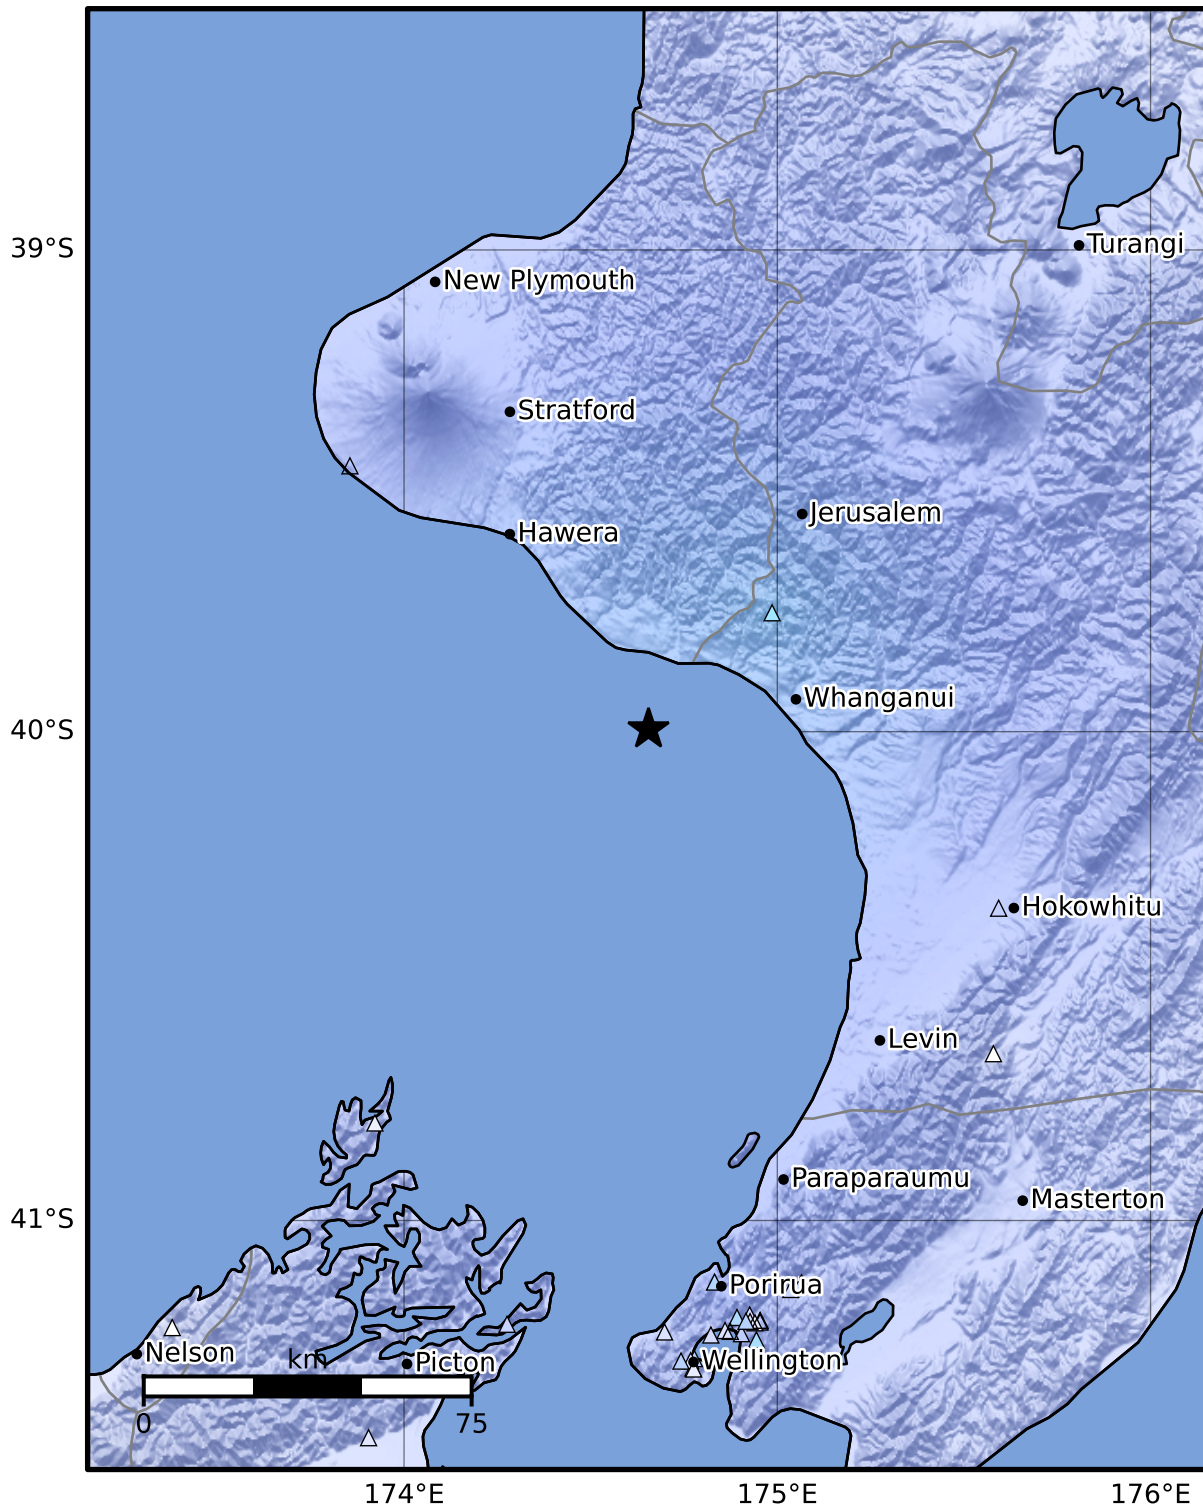 39°S
Turangi
New Plymouth
Stratford
Jerusalem
Hawera
Whanganui
40°S
Hokowhitu
Levin
Paraparaumu
Masterton
41°S
Porirua
Nelson
km
Picton
Wellington
0
75
174°E
175°E
176°E